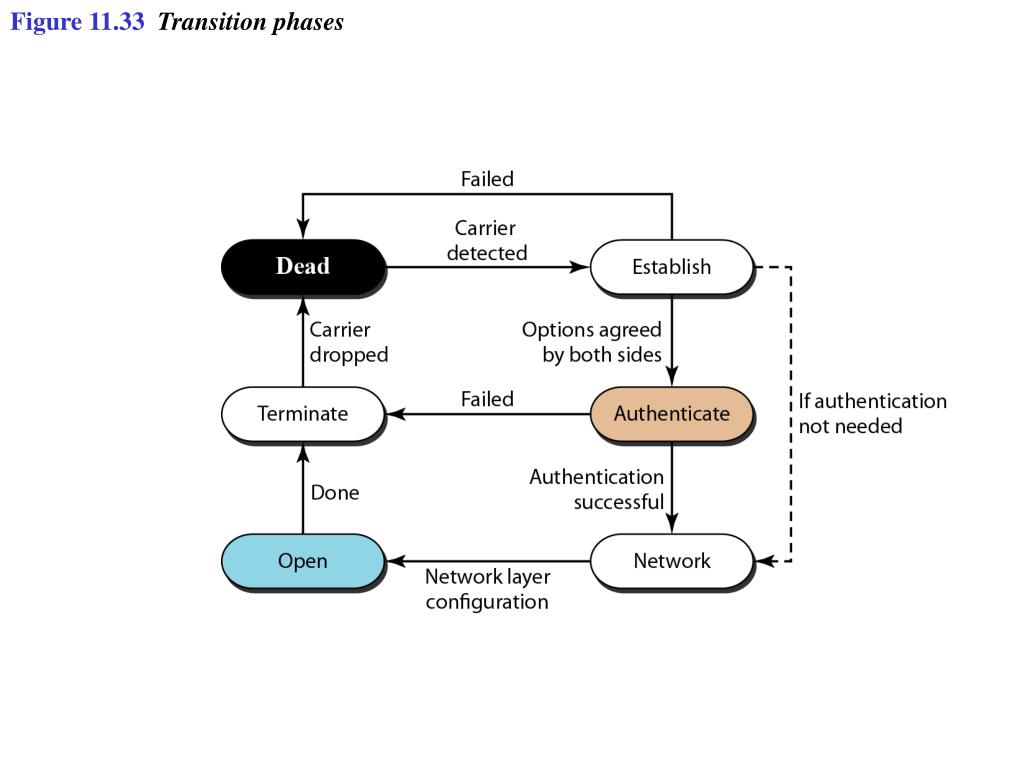 Figure 11.33 Transition phases
Failed
Carrier
detected
Dead
Establish
Carrier
dropped
Options agreed
by both sides
Failed
Terminate
Authenticate
If authentication
not needed
Authentication
successful
Done
Open
Network
Network layer
configuration